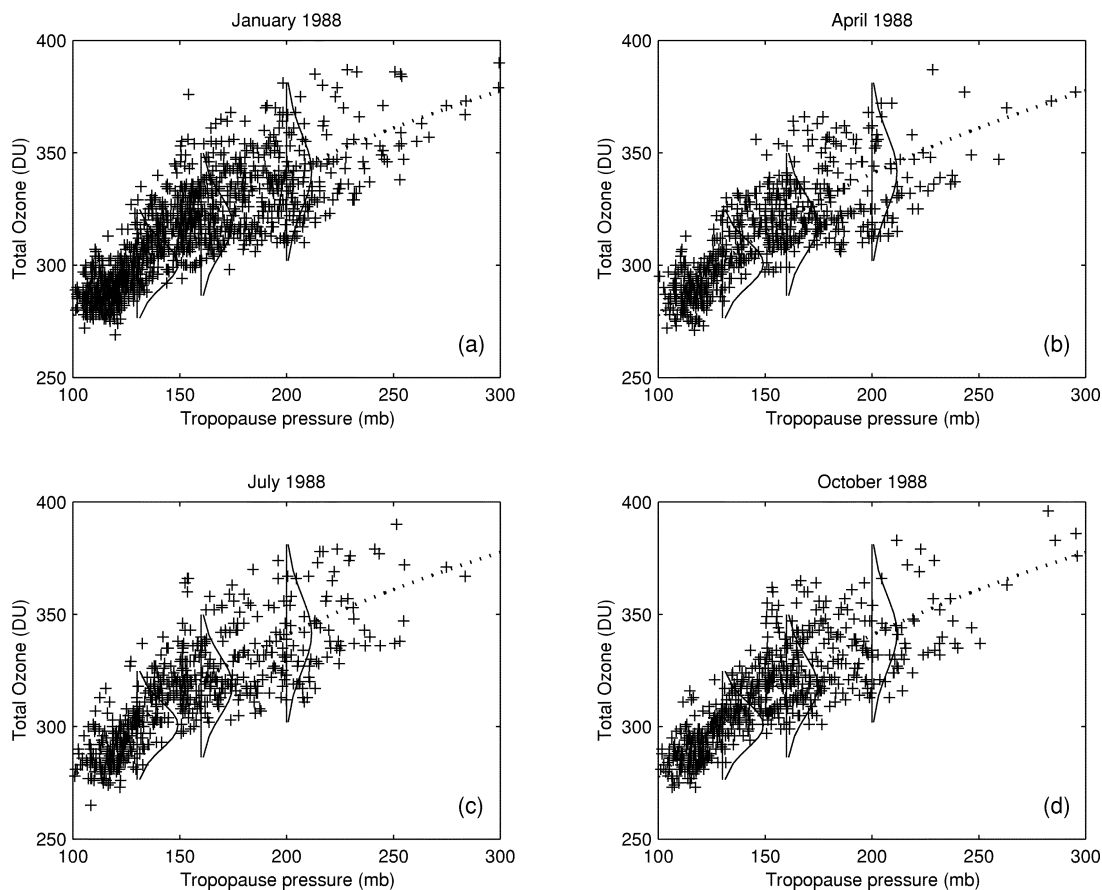 January 1988
400
350
300
250
Total Ozone (DU)
(a)
100 150 200 250 300
Tropopause pressure (mb)
April 1988
400
350
300
250
Total Ozone (DU)
(b)
100 150 200 250 300
Tropopause pressure (mb)
July 1988
400
350
300
250
Total Ozone (DU)
(c)
100 150 200 250 300
Tropopause pressure (mb)
October 1988
400
350
300
250
Total Ozone (DU)
(d)
100 150 200 250 300
Tropopause pressure (mb)